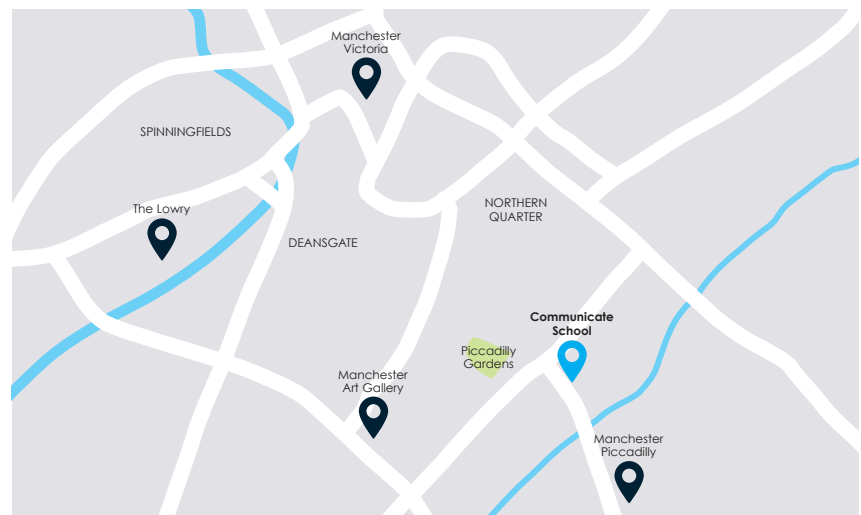 Manchester
Victoria
SPINNINGFIELDS
The Lowry
NORTHERN
QUARTER
DEANSGATE
Communicate
School
Piccadilly
Gardens
Manchester
Art Gallery
Manchester
Piccadilly